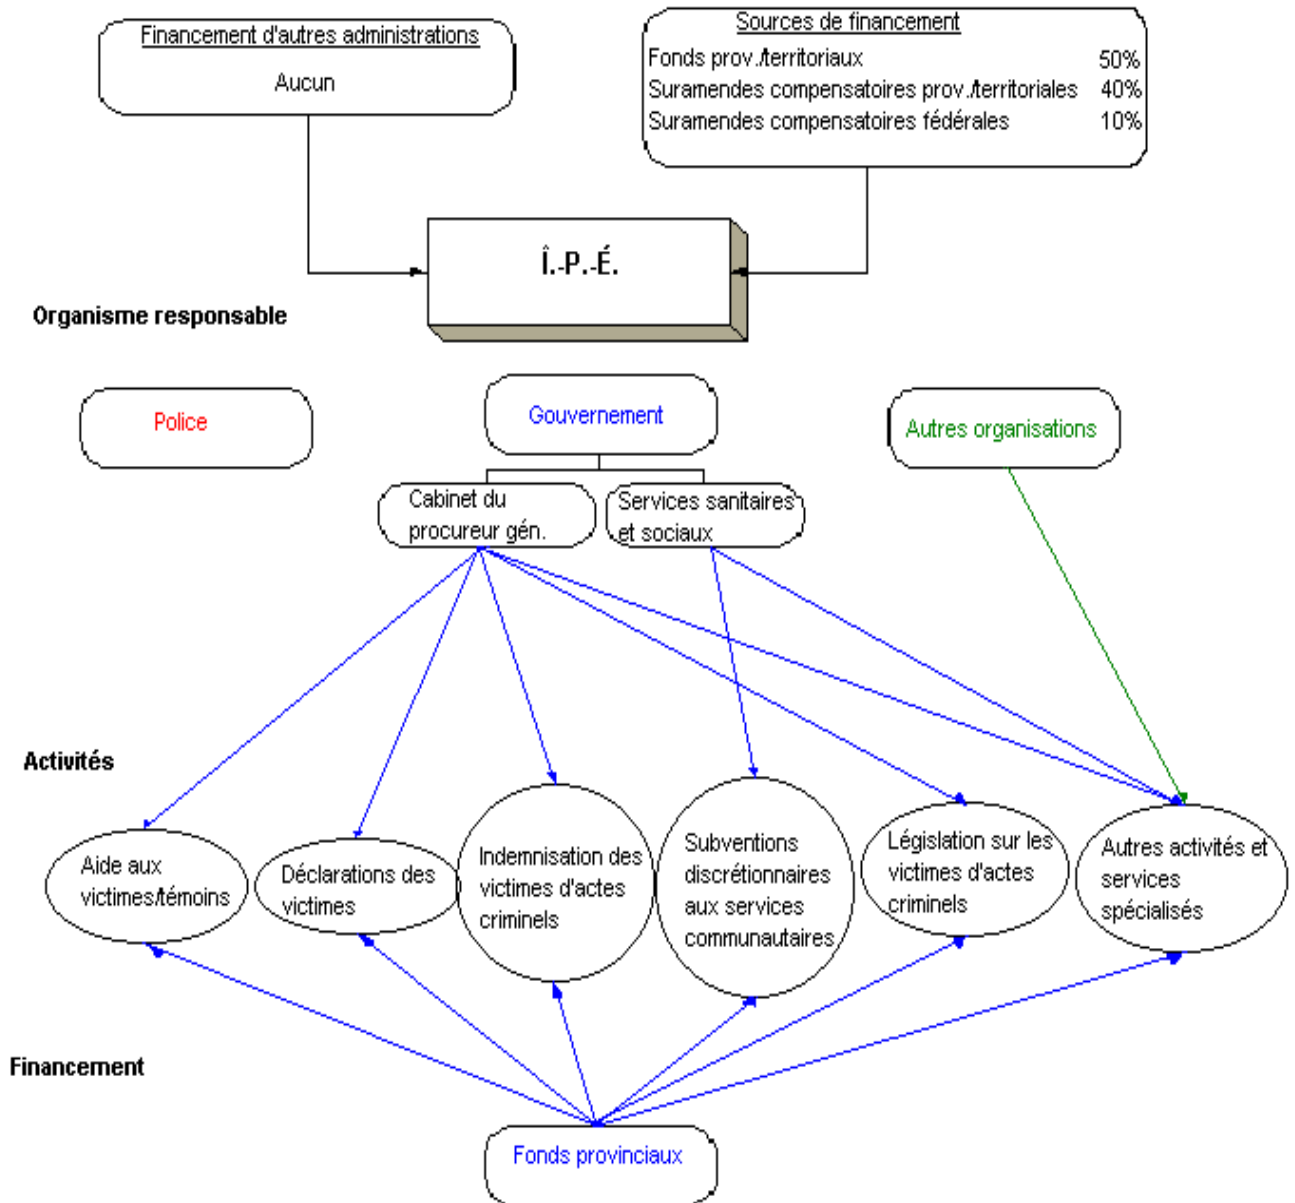 Financement d'autres administrations
Aucun
Sources de financement
Fonds prov./territoriaux 50%
Suramendes compensatoires prov./territoriales 40%
Suramendes compensatoires fédérales 10%
Î.-P.-É.
Organisme responsable
Police
Gouvernement
Autres organisations
Cabinet du
procureur gén.
Services sanitaires
et sociaux
Activités
Aide aux
victimes/témoins
Déclarations des
victimes
Indemnisation des
victimes d'actes
criminels
Subventions
discrétionnaires
aux services
communautaires
Législation sur les
victimes d'actes
criminels
Autres activités et
services
spécialisés
Financement
Fonds provinciaux